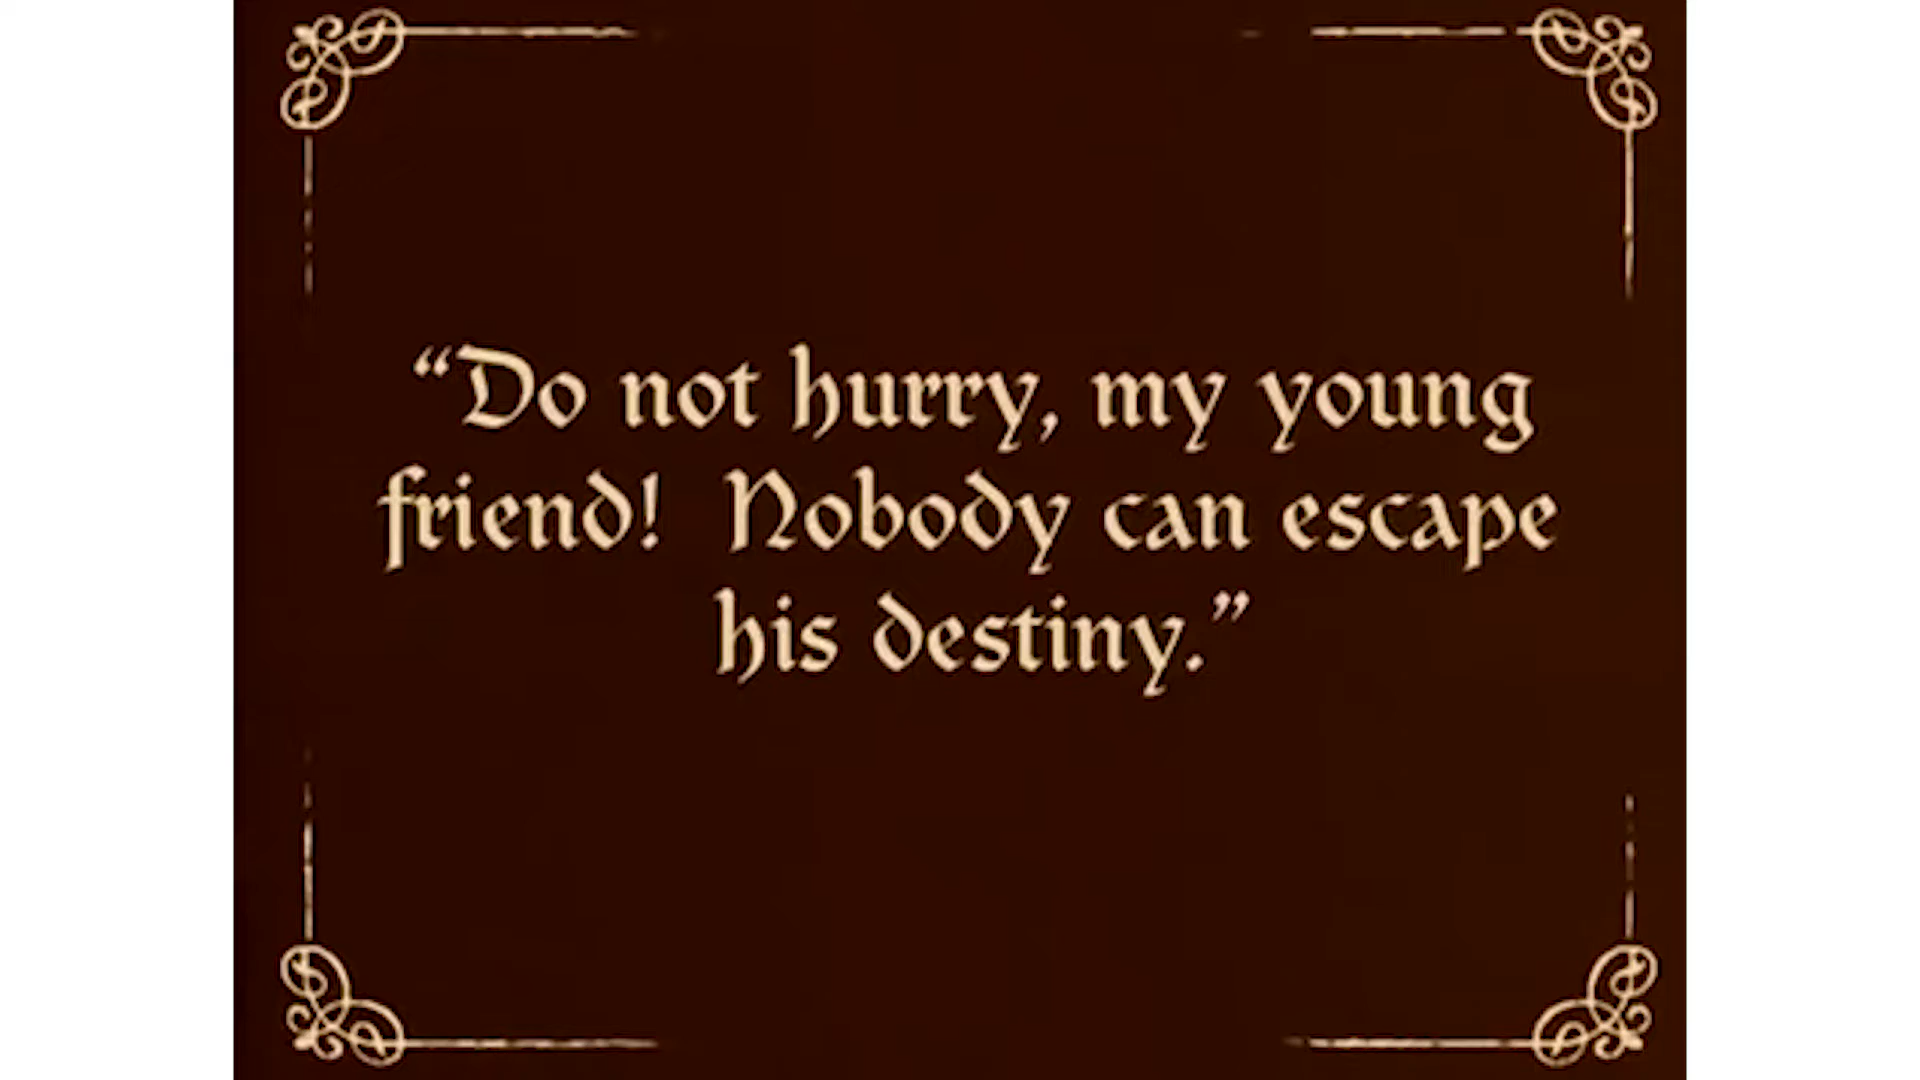 “Do not hurry, my young
friend! Nobody can escape
his destiny.”